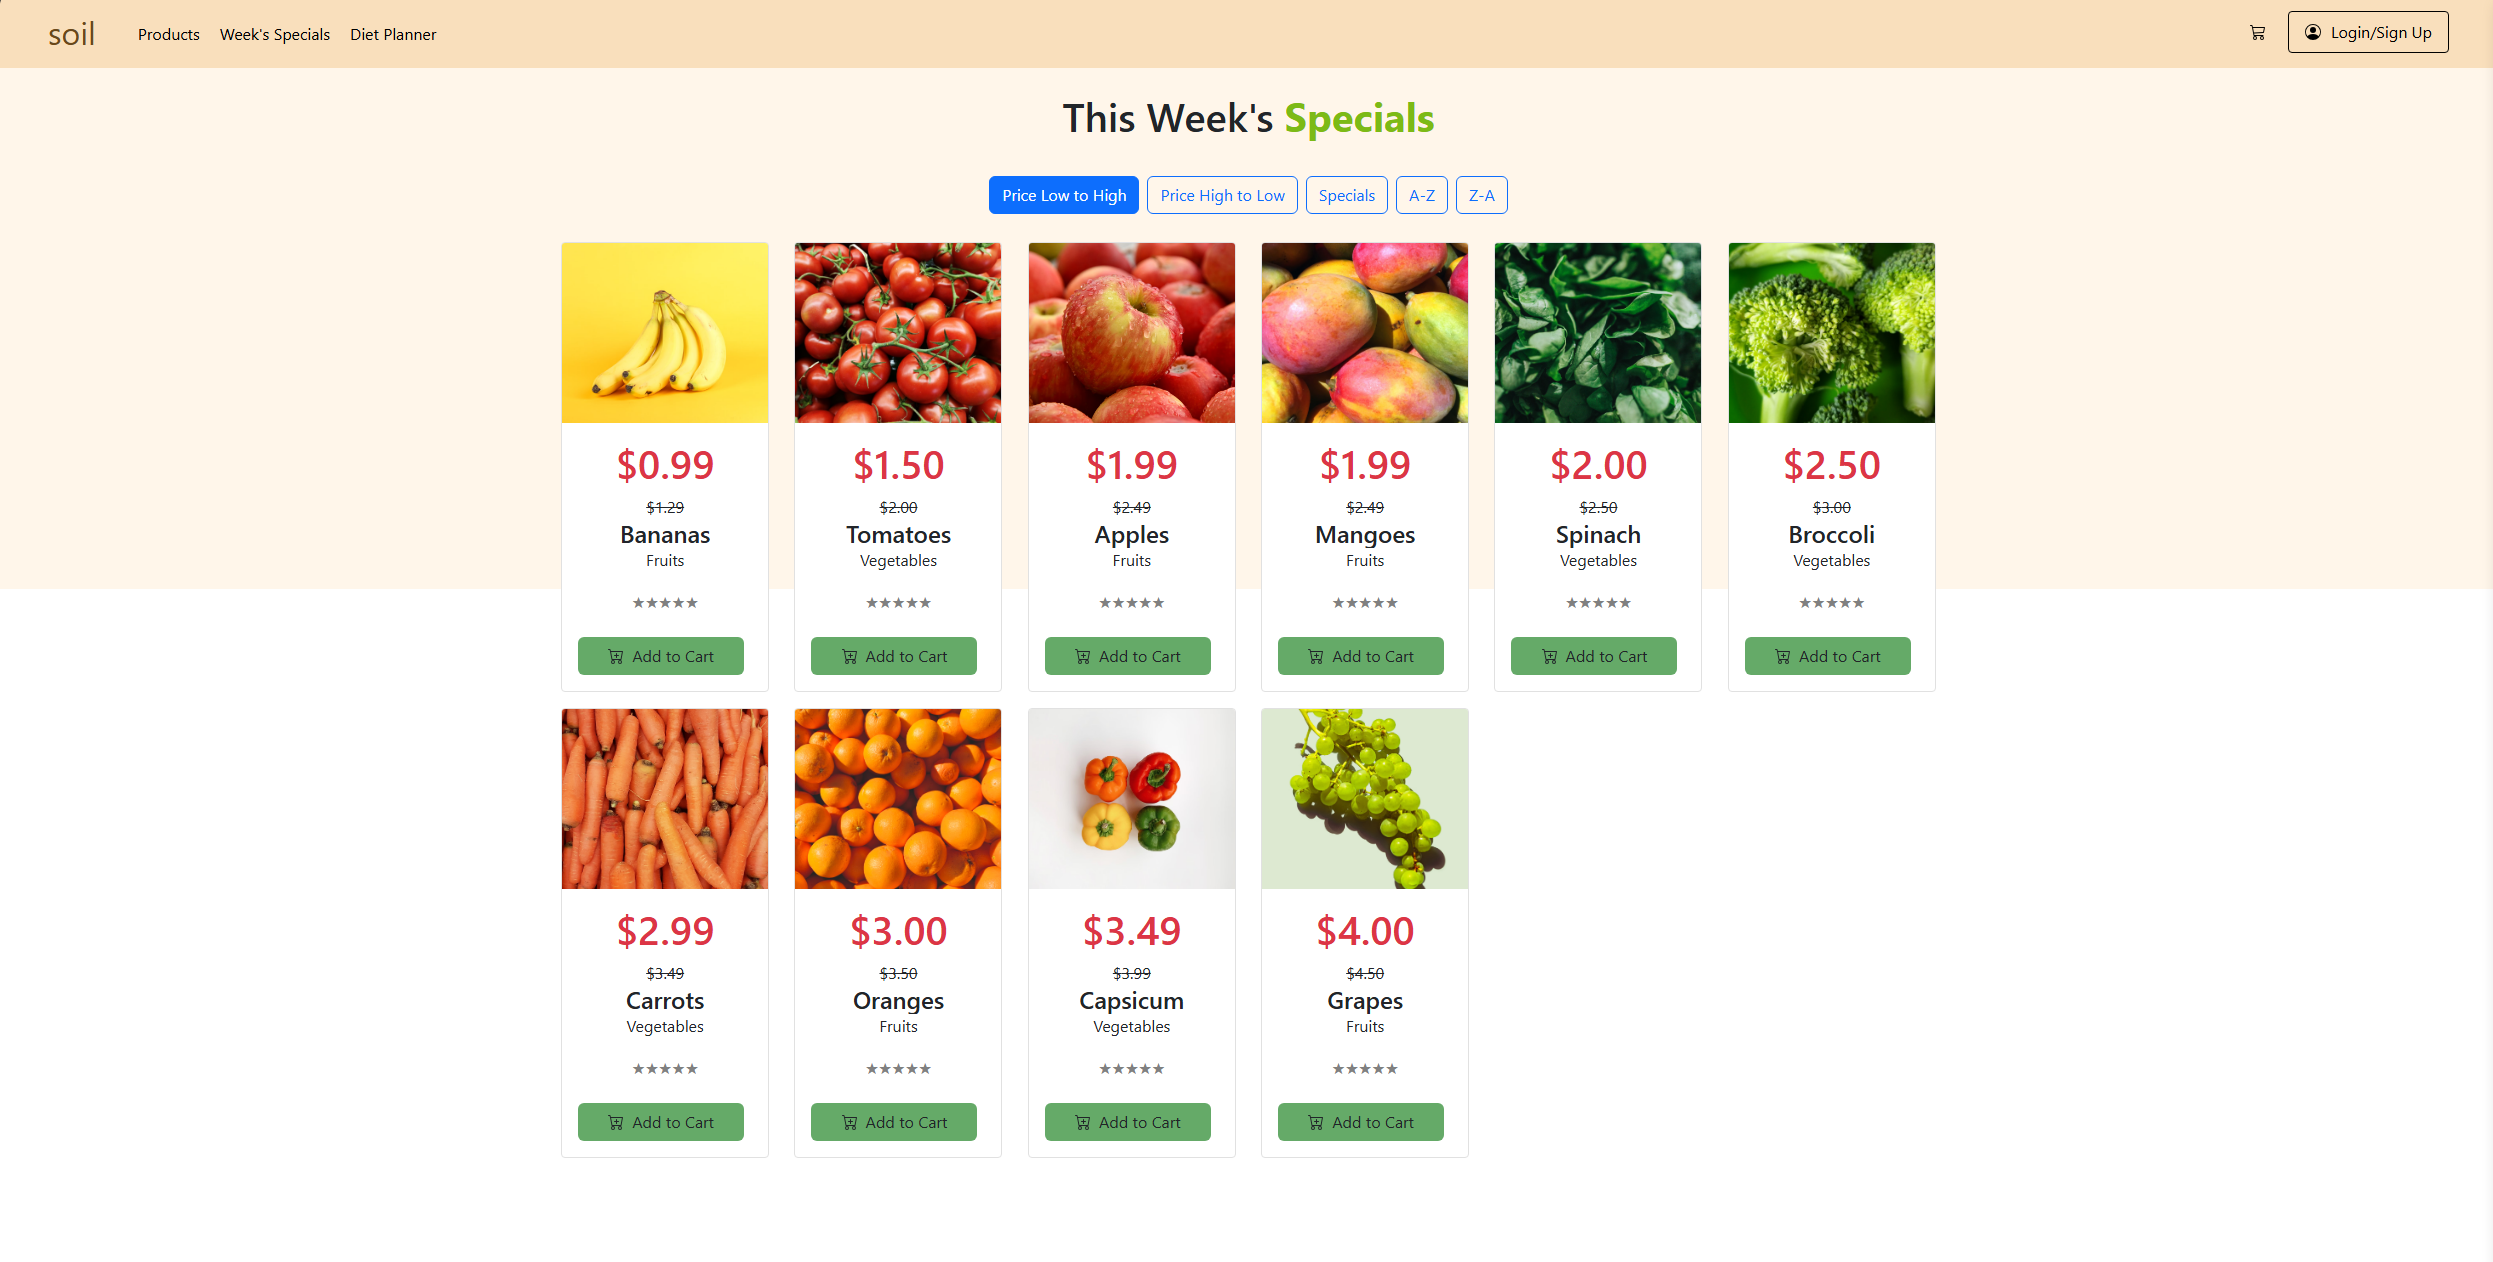 soil Products Week's Specials Diet Planner Login/Sign Up
This Week's Specials
Price Low to High Price High to Low Specials A-Z Z-A
$0.99 $1.50 $1.99 $1.99 $2.00 $2.50
$1.29 $2.00 $2.49 $2.49 $2.50 $3.00
Bananas Tomatoes Apples Mangoes Spinach Broccoli
Fruits Vegetables Fruits Fruits Vegetables Vegetables
★★★★★ ★★★★★ ★★★★★ ★★★★★ ★★★★★ ★★★★★
Add to Cart Add to Cart Add to Cart Add to Cart Add to Cart Add to Cart
$2.99 $3.00 $3.49 $4.00
$3.49 $3.50 $3.99 $4.50
Carrots Oranges Capsicum Grapes
Vegetables Fruits Vegetables Fruits
★★★★★ ★★★★★ ★★★★★ ★★★★★
Add to Cart Add to Cart Add to Cart Add to Cart